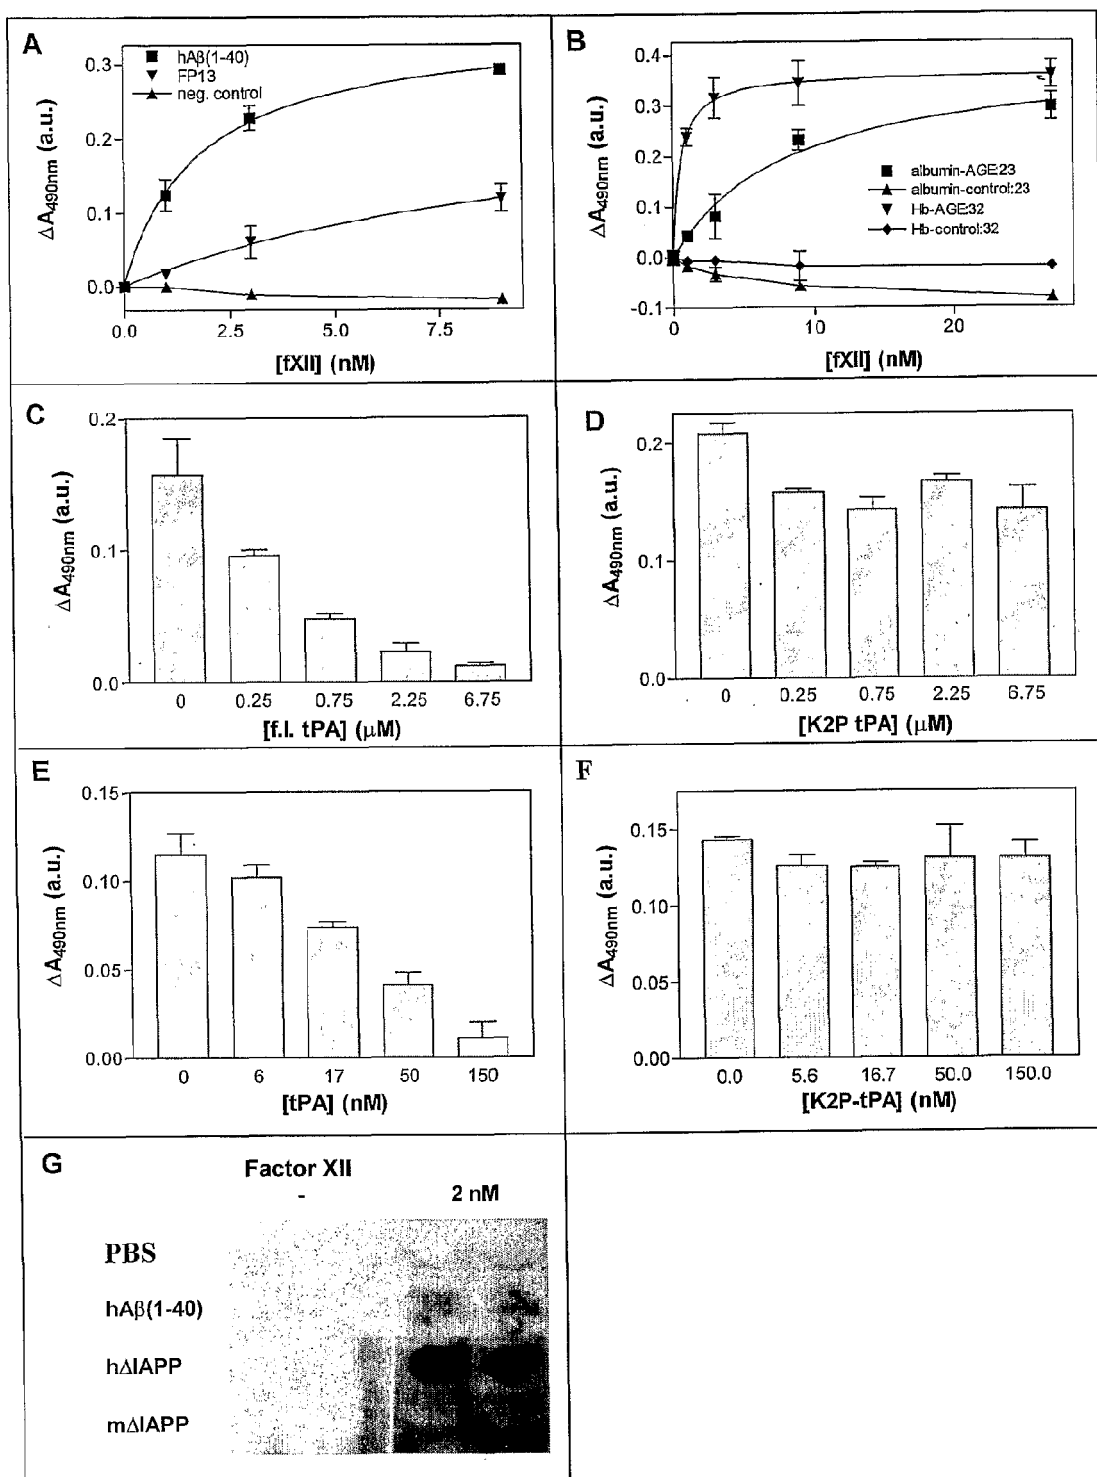 A
hAβ(1-40)
FP13
neg. control
0.3
0.2
0.1
0.0
ΔA490nm (a.u.)
0.0 2.5 5.0 7.5
[fXII] (nM)
B
0.4
0.3
0.2
0.1
0.0
-0.1
ΔA490nm (a.u.)
albumin-AGE:23
albumin-control:23
Hb-AGE:32
Hb-control:32
0 10 20
[fXII] (nM)
C
0.2
0.1
0.0
ΔA490nm (a.u.)
0 0.25 0.75 2.25 6.75
[f.l. tPA] (μM)
D
0.2
0.1
0.0
ΔA490nm (a.u.)
0 0.25 0.75 2.25 6.75
[K2P tPA] (μM)
E
0.15
0.10
0.05
0.00
ΔA490nm (a.u.)
0 6 17 50 150
[tPA] (nM)
F
0.15
0.10
0.05
0.00
ΔA490nm (a.u.)
0.0 5.6 16.7 50.0 150.0
[K2P-tPA] (nM)
G
Factor XII
- 2 nM
PBS
hAβ(1-40)
hΔIAPP
mΔIAPP